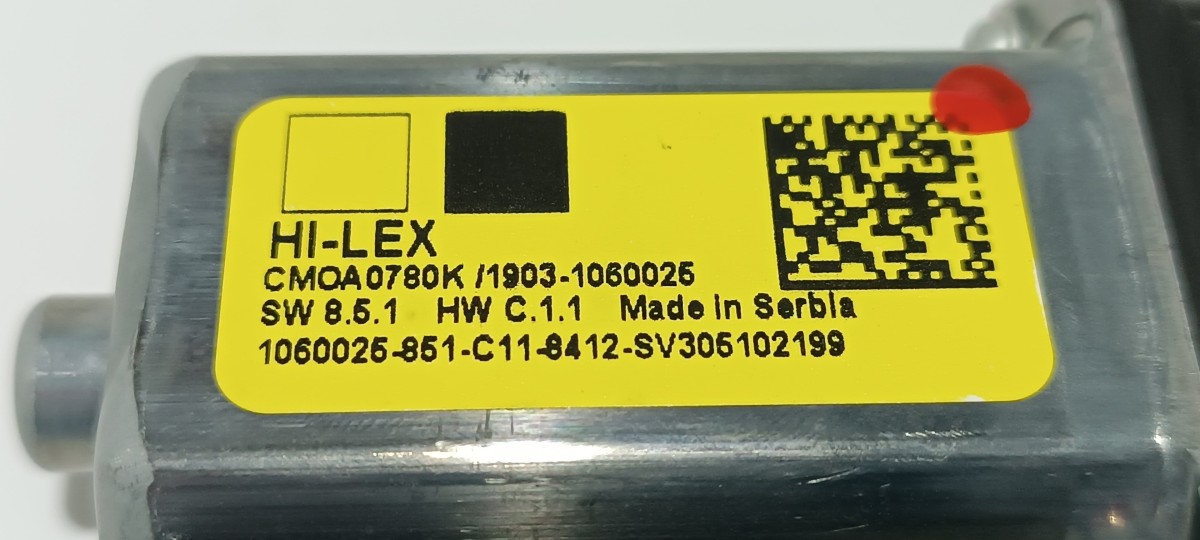 HI-LEX
CMOA0780K /1903-1060025
SW 8.5.1 HW C.1.1 Made in Serbia
1060025-851-C11-8412-SV305102199